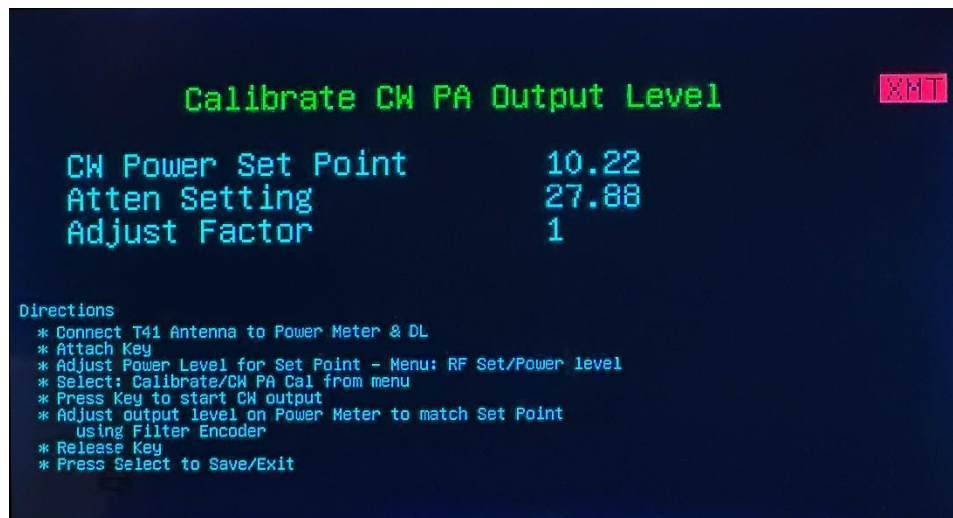 Calibrate CW PA Output Level
XMT
CW Power Set Point 10.22
Atten Setting 27.88
Adjust Factor 1
Directions
* Connect T41 Antenna to Power Meter & DL
* Attach Key
* Adjust Power Level for Set Point - Menu: RF Set/Power level
* Select: Calibrate/CW PA Cal from menu
* Press Key to start CW output
* Adjust output level on Power Meter to match Set Point
using Filter Encoder
* Release Key
* Press Select to Save/Exit